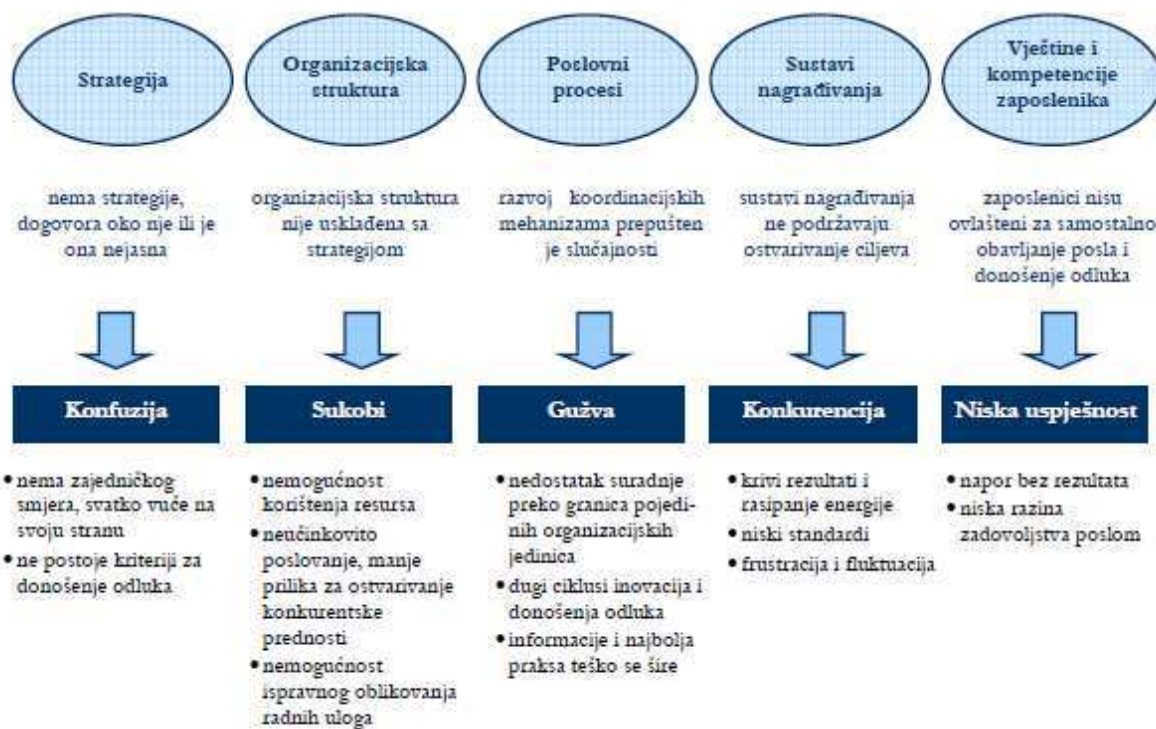 Strategija
Organizacijska
struktura
Poslovni
procesi
Sustavi
nagrađivanja
Vještine i
kompetencije
zaposlenika
nema strategije,
dogovora oko nje ili je
ona nejasna
organizacijska struktura
nije usklađena sa
strategijom
razvoj koordinacijskih
mehanizama prepušten
je slučajnosti
sustavi nagrađivanja
ne podržavaju
ostvarivanje ciljeva
zaposlenici nisu
ovlašteni za samostalno
obavljanje posla i
donošenje odluka
Konfuzija
Sukobi
Gužva
Konkurencija
Niska uspješnost
• nema zajedničkog
smjera, svatko vuče na
svoju stranu
• ne postoje kriteriji za
donošenje odluka
• nemogućnost
korištenja resursa
• neučinkovito
poslovanje, manje
prilika za ostvarivanje
konkurentske
prednosti
• nemogućnost
ispravnog oblikovanja
radnih uloga
• nedostatak suradnje
preko granica pojedi-
nih organizacijskih
jedinica
• dugi ciklusi inovacija i
donošenja odluka
• informacije i najbolja
praksa teško se šire
• krivi rezultati i
rasipanje energije
• niski standardi
• frustracija i fluktuacija
• napor bez rezultata
• niska razina
zadovoljstva poslom